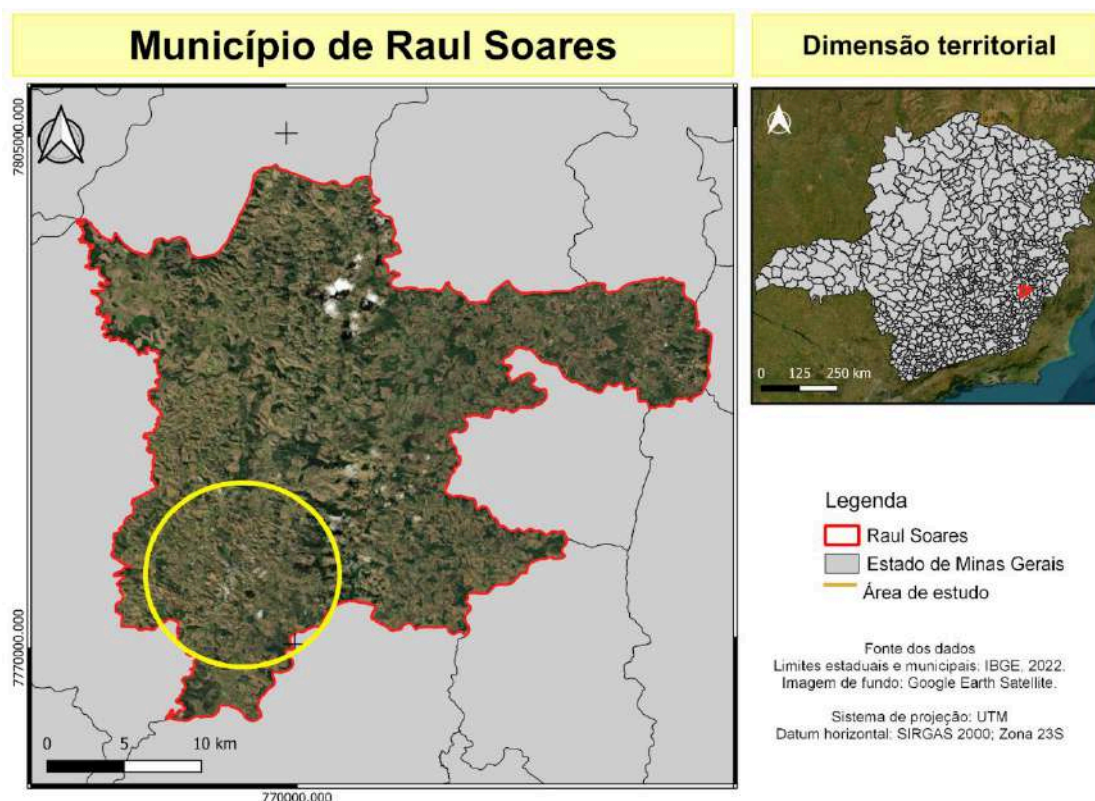 Município de Raul Soares
Dimensão territorial
7805000.000
7770000.000
0 5 10 km
770000.000
0 125 250 km
Legenda
Raul Soares
Estado de Minas Gerais
Área de estudo
Fonte dos dados
Limites estaduais e municipais: IBGE, 2022.
Imagem de fundo: Google Earth Satellite.
Sistema de projeção: UTM
Datum horizontal: SIRGAS 2000; Zona 23S